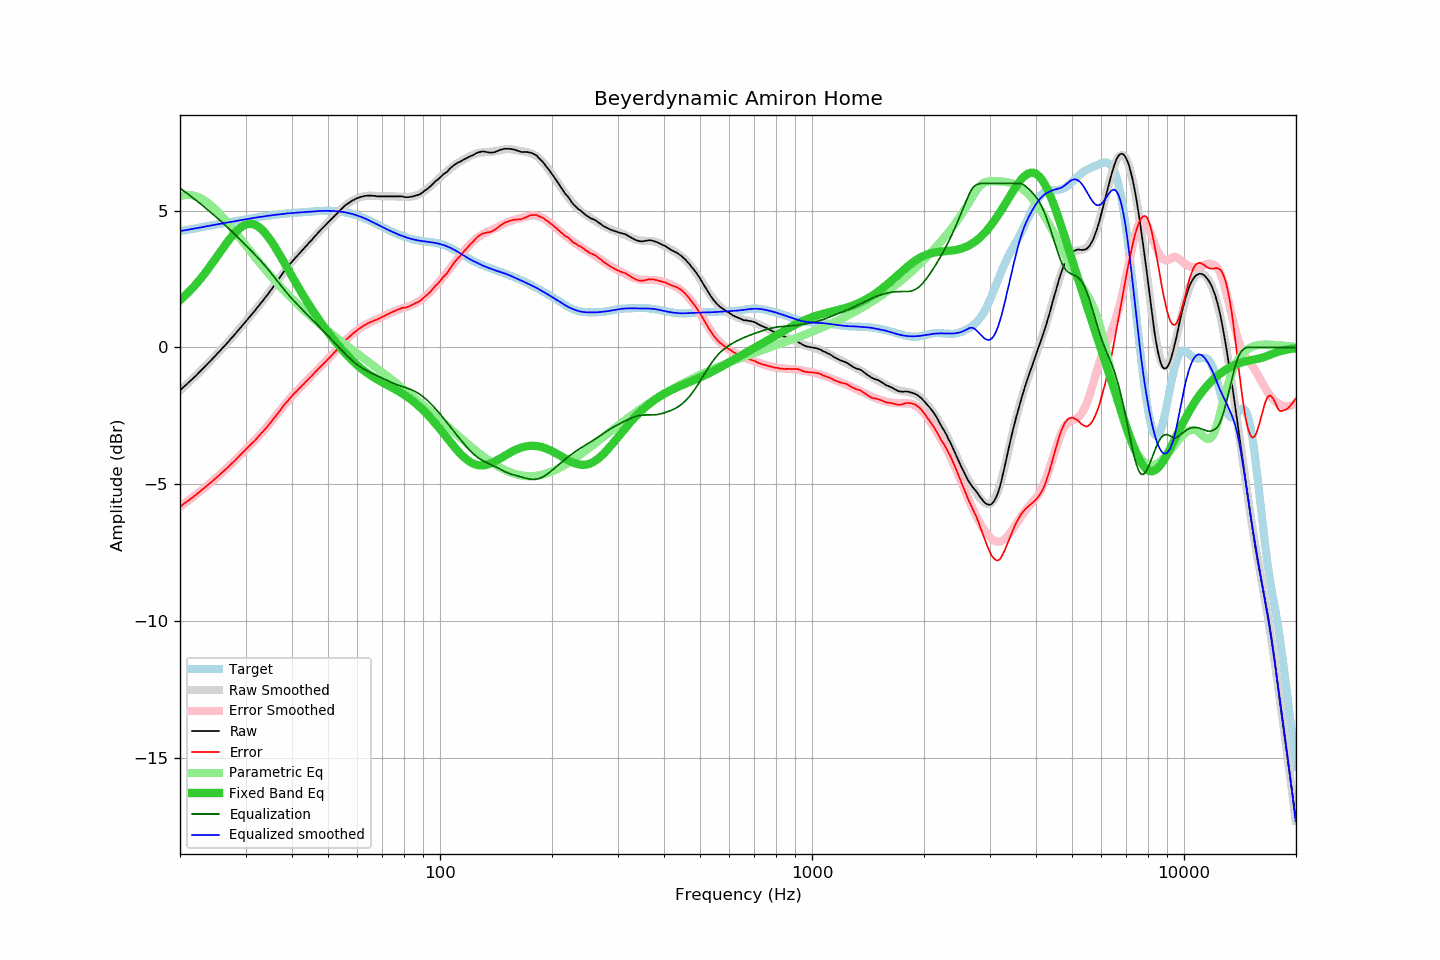 Beyerdynamic Amiron Home
Amplitude (dBr)
5
0
−5
−10
−15
Target
Raw Smoothed
Error Smoothed
Raw
Error
Parametric Eq
Fixed Band Eq
Equalization
Equalized smoothed
100
1000
10000
Frequency (Hz)